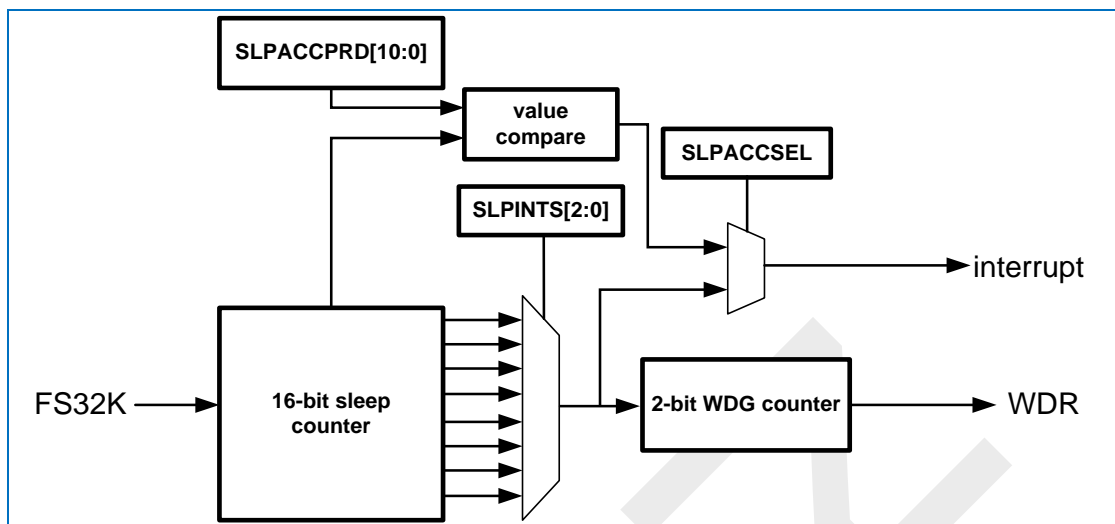 SLPACCPRD[10:0]
value
compare
SLPACCSEL
SLPINTS[2:0]
interrupt
FS32K
16-bit sleep
counter
2-bit WDG counter
WDR